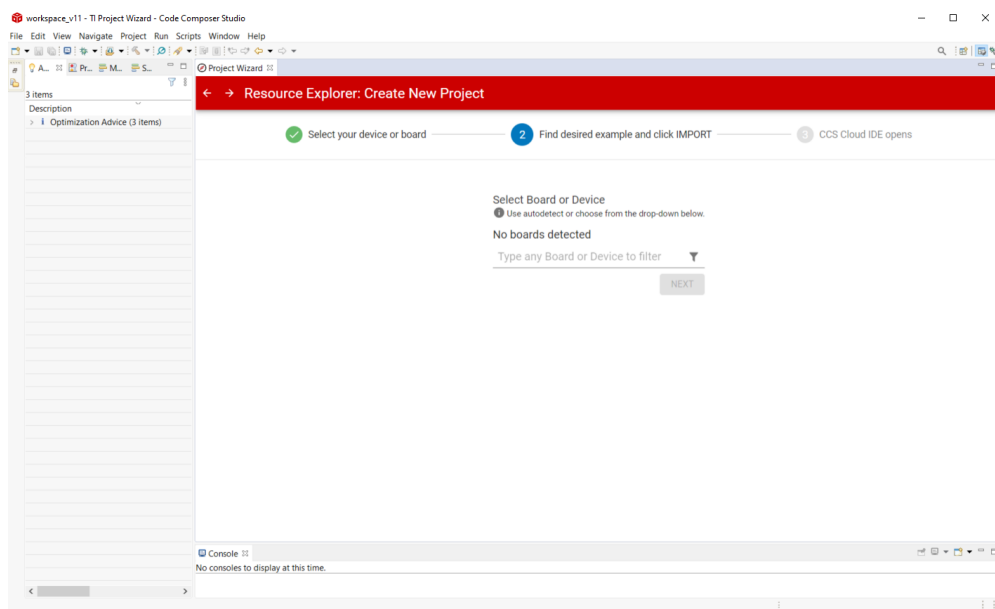 workspace_v11 - TI Project Wizard - Code Composer Studio
File Edit View Navigate Project Run Scripts Window Help
A... Pr... M... S... Project Wizard
3 items
Description
Optimization Advice (3 items)
Resource Explorer: Create New Project
Select your device or board 2 Find desired example and click IMPORT 3 CCS Cloud IDE opens
Select Board or Device
Use autodetect or choose from the drop-down below.
No boards detected
Type any Board or Device to filter
NEXT
Console
No consoles to display at this time.